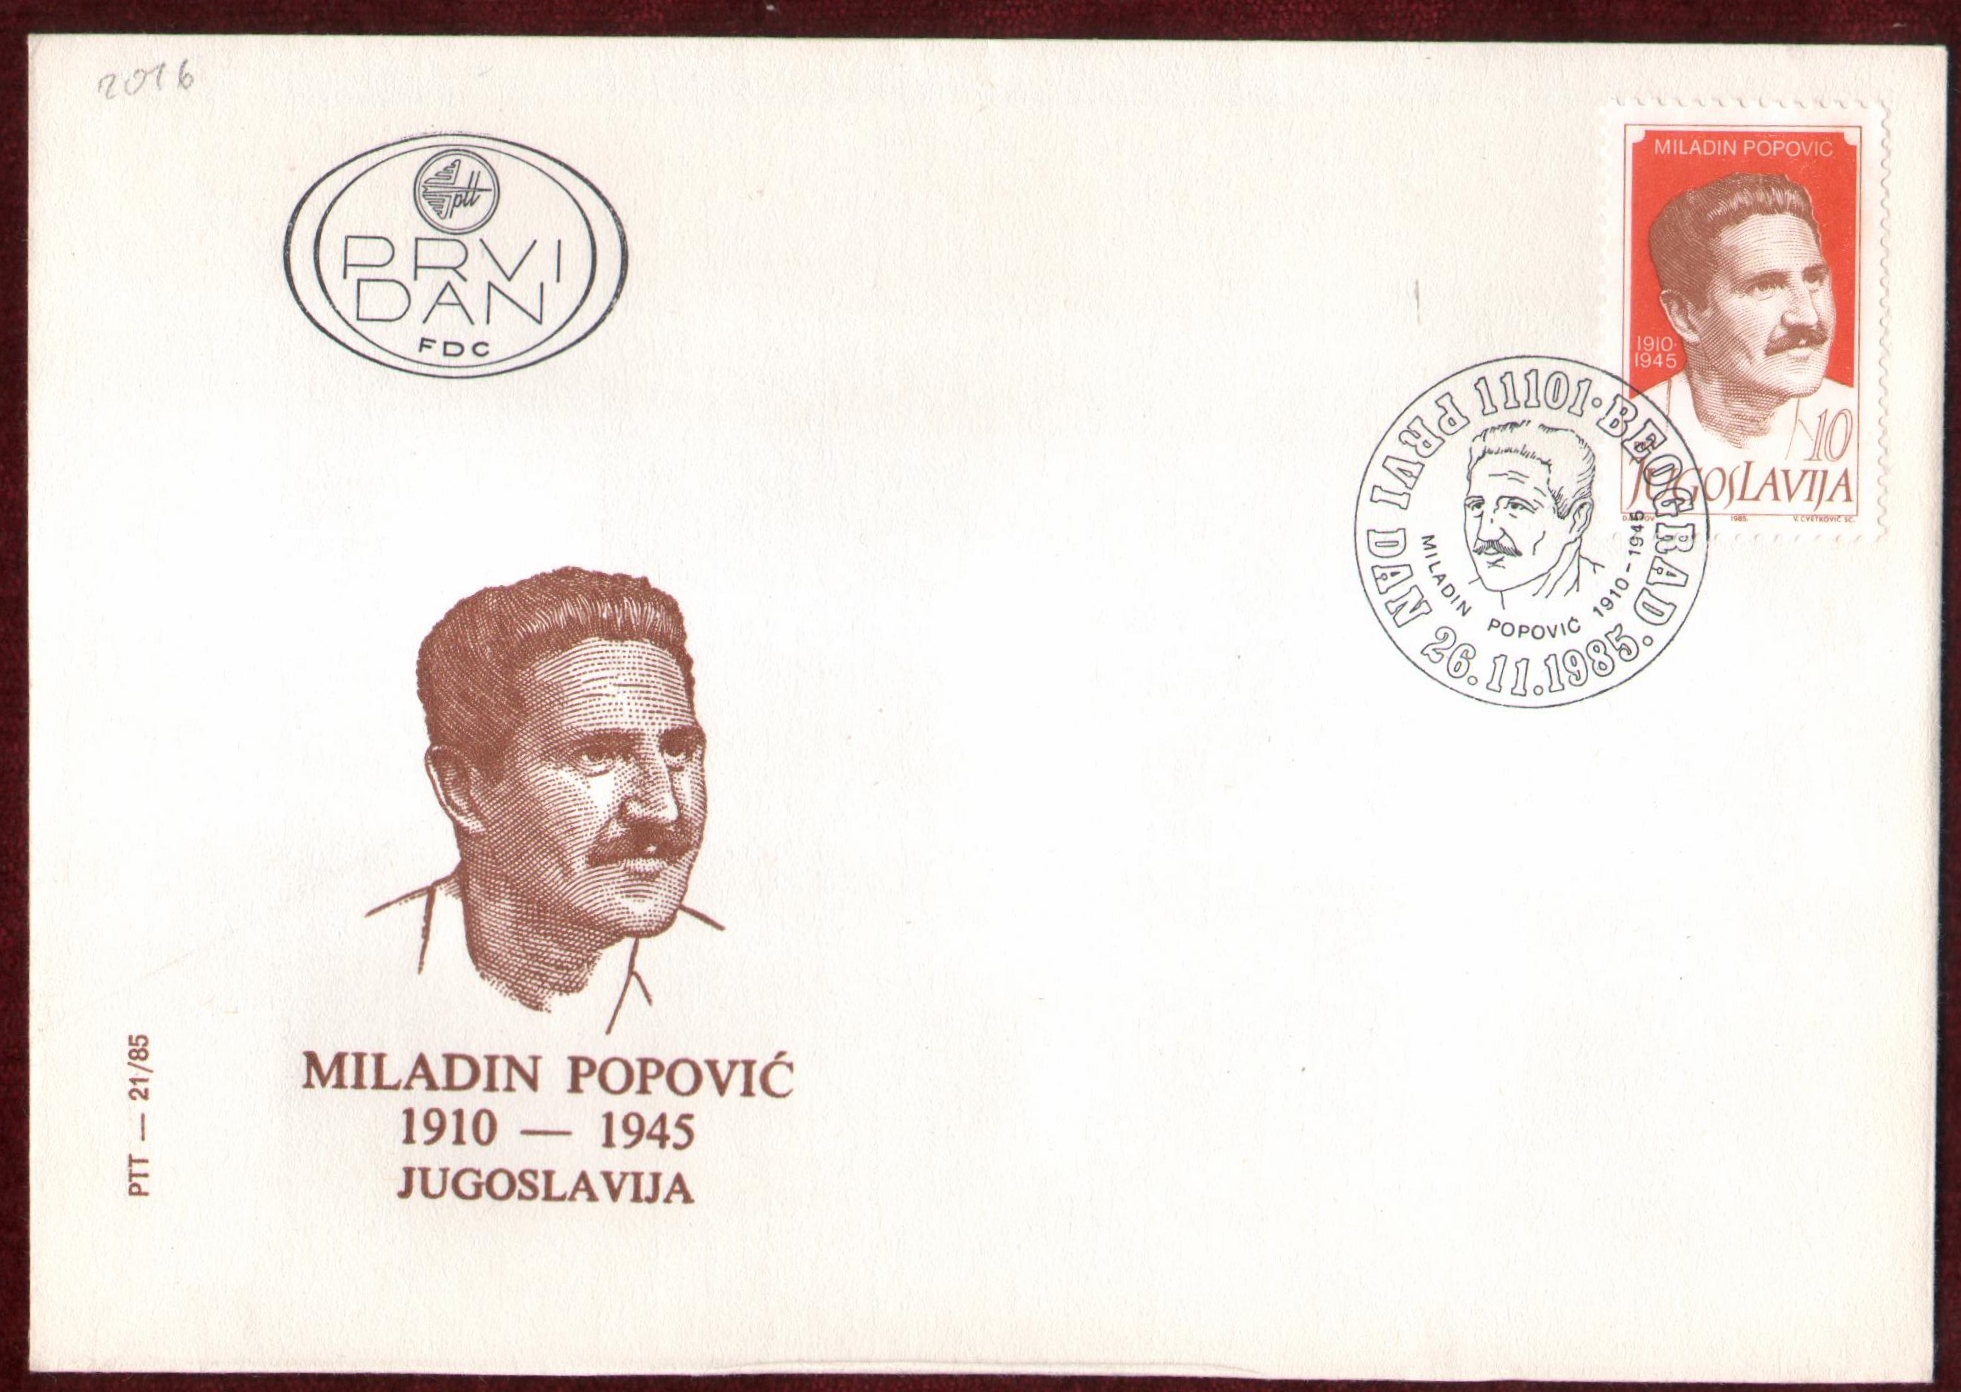 2016
ptt
PRVI
DAN
FDC
MILADIN POPOVIĆ
1910-
1945
10
JUGOSLAVIJA
1985.
V. CVETKOVIĆ SC.
PRVI DAN 26.11.1985. 11101 · BEOGRAD ·
MILADIN POPOVIĆ 1910-1945
MILADIN POPOVIĆ
1910 — 1945
JUGOSLAVIJA
PTT — 21/85